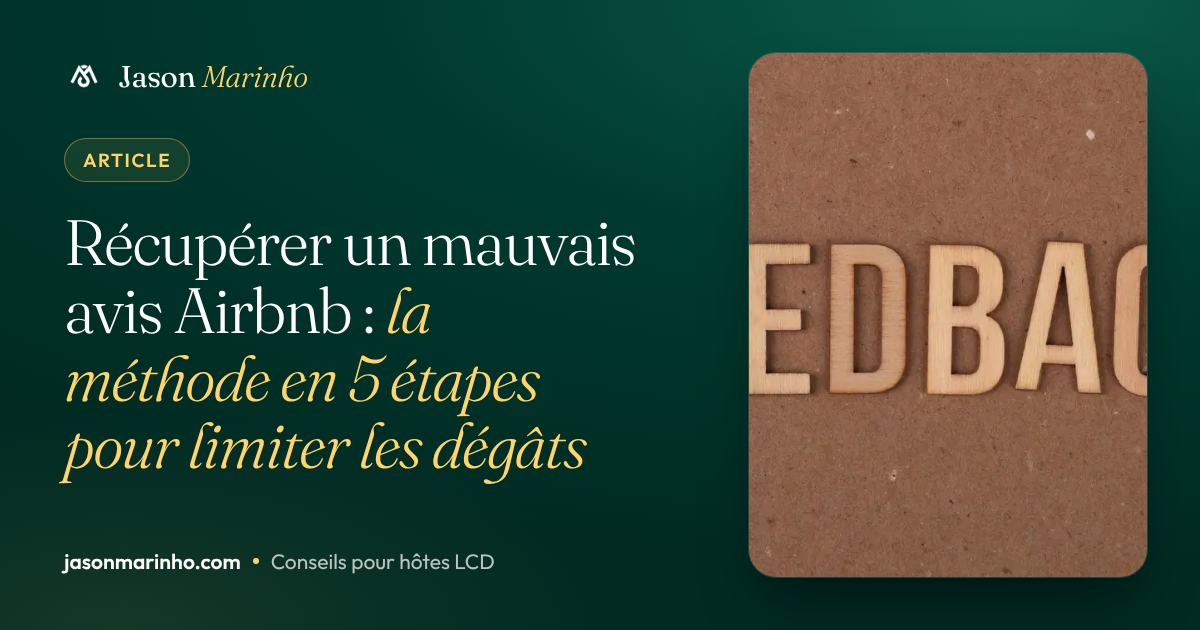 Jason Marinho
ARTICLE
Récupérer un mauvais
avis Airbnb : la
méthode en 5 étapes
pour limiter les dégâts
jasonmarinho.com • Conseils pour hôtes LCD
EDBAC